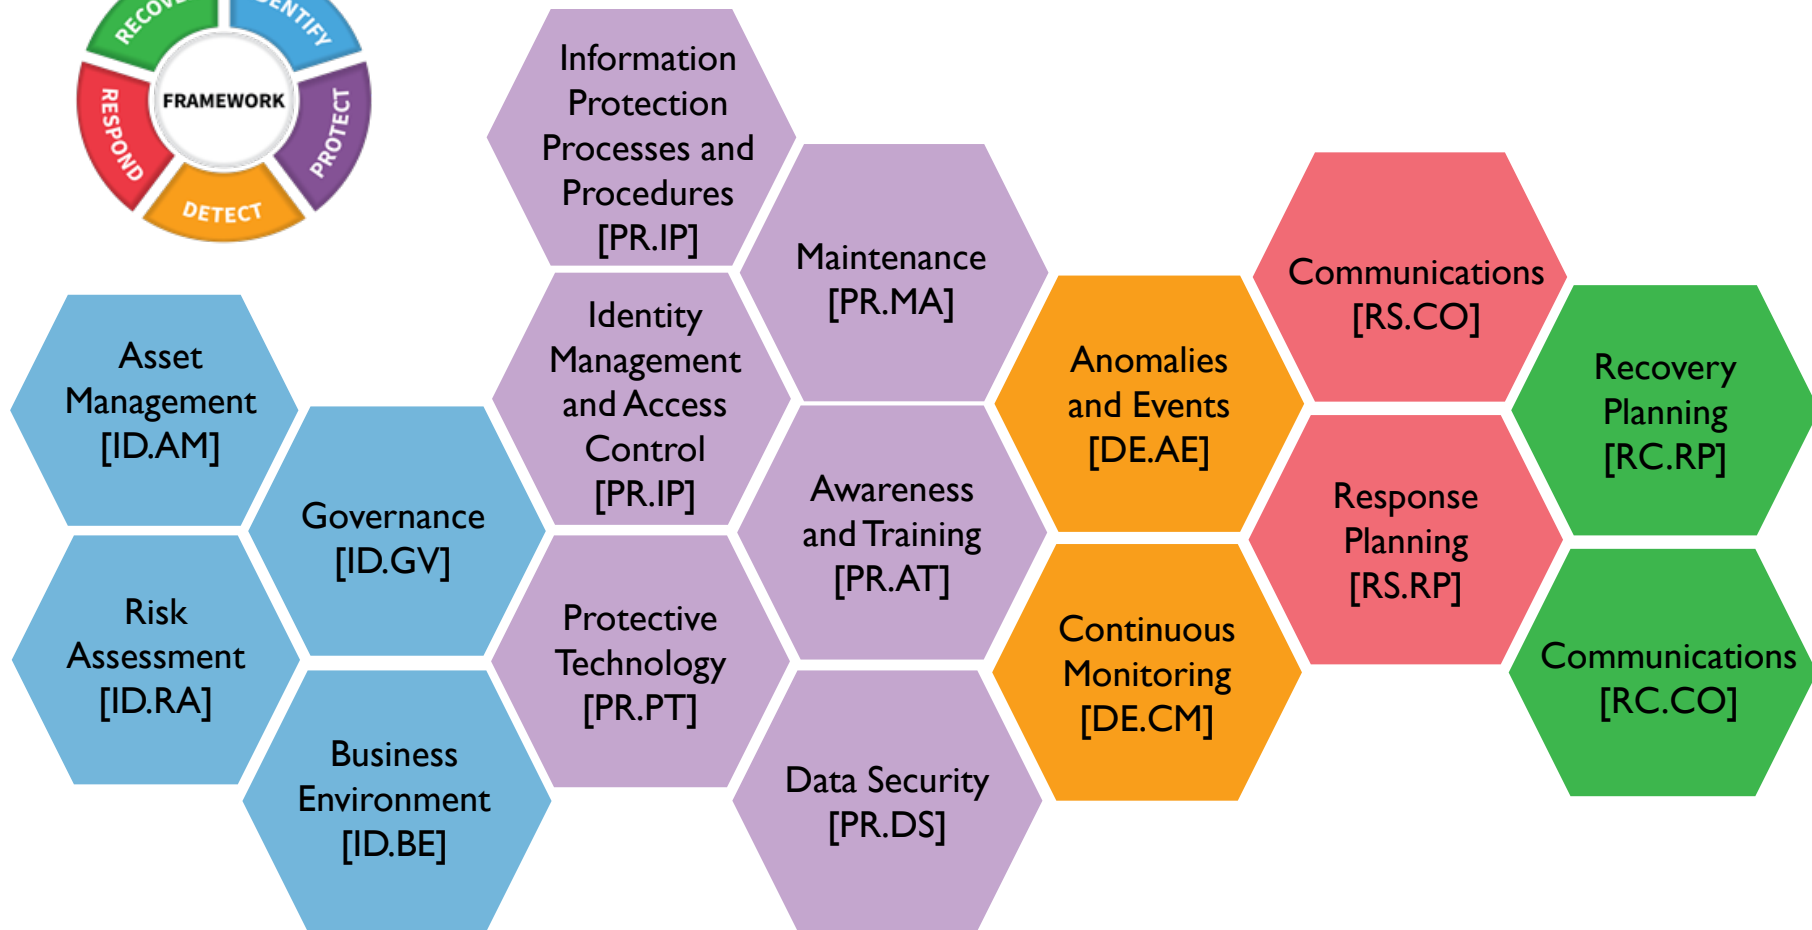 RECOVER
IDENTIFY
PROTECT
DETECT
RESPOND
FRAMEWORK
Asset
Management
[ID.AM]
Risk
Assessment
[ID.RA]
Governance
[ID.GV]
Business
Environment
[ID.BE]
Information
Protection
Processes and
Procedures
[PR.IP]
Identity
Management
and Access
Control
[PR.IP]
Protective
Technology
[PR.PT]
Maintenance
[PR.MA]
Awareness
and Training
[PR.AT]
Data Security
[PR.DS]
Anomalies
and Events
[DE.AE]
Continuous
Monitoring
[DE.CM]
Communications
[RS.CO]
Response
Planning
[RS.RP]
Recovery
Planning
[RC.RP]
Communications
[RC.CO]